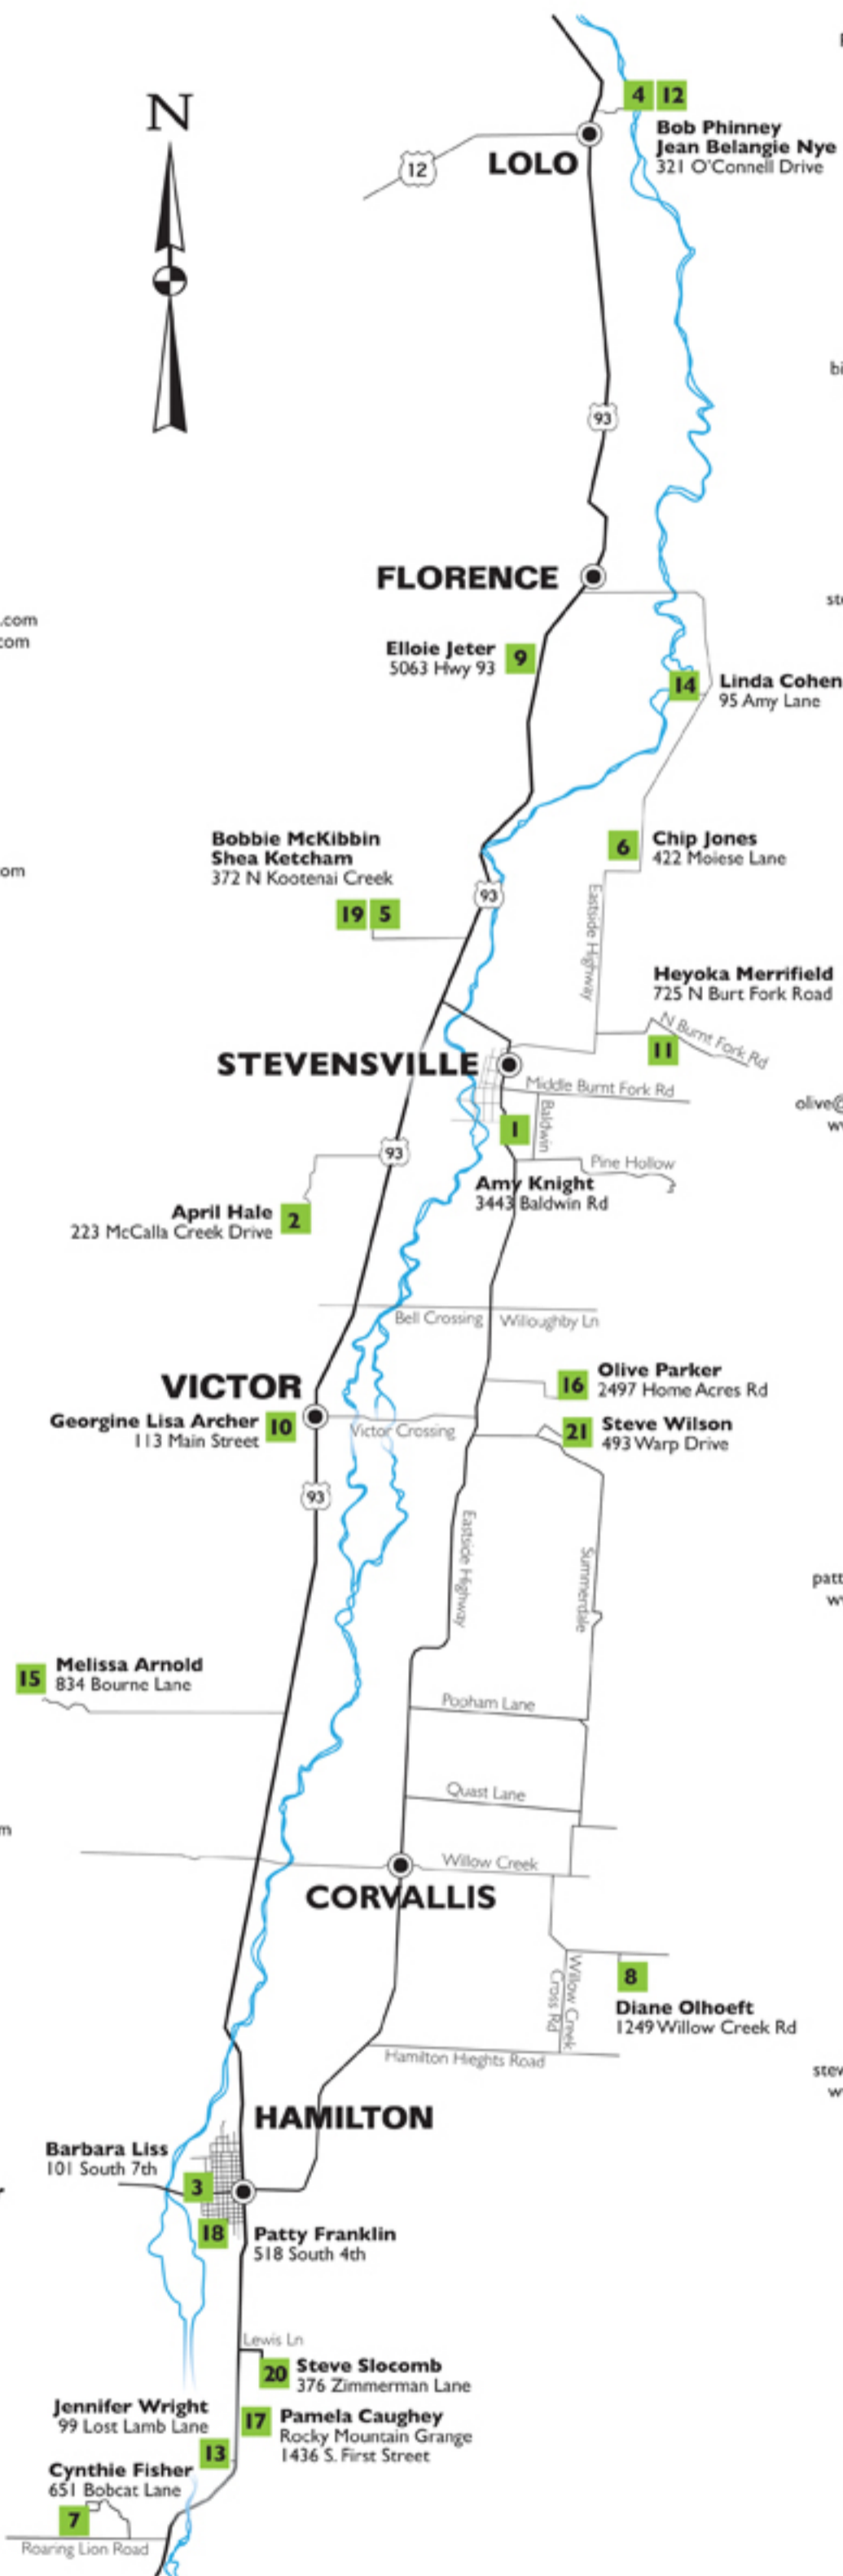 N
4 12
Bob Phinney
Jean Belangie Nye
321 O'Connell Drive
LOLO
12
93
FLORENCE
.com
Elloie Jeter
5063 Hwy 93
9
14
Linda Cohen
95 Amy Lane
Bobbie McKibbin
Shea Ketcham
372 N Kootenai Creek
19 5
6
Chip Jones
422 Moiese Lane
93
Eastside Highway
Heyoka Merrifield
725 N Burt Fork Road
N Burnt Fork Rd
11
STEVENSVILLE
Middle Burnt Fork Rd
olive@
1
Baldwin
93
Pine Hollow
Amy Knight
3443 Baldwin Rd
April Hale
223 McCalla Creek Drive
2
Bell Crossing
Willoughby Ln
VICTOR
16
Olive Parker
2497 Home Acres Rd
Georgine Lisa Archer
113 Main Street
10
Victor Crossing
21
Steve Wilson
493 Warp Drive
93
Eastside Highway
Summerdale
15
Melissa Arnold
834 Bourne Lane
Popham Lane
Quast Lane
Willow Creek
CORVALLIS
Willow Creek
Cross Rd
8
Diane Olhoeft
1249 Willow Creek Rd
Hamilton Hieghts Road
HAMILTON
Barbara Liss
101 South 7th
3
18
Patty Franklin
518 South 4th
Lewis Ln
20
Steve Slocomb
376 Zimmerman Lane
Jennifer Wright
99 Lost Lamb Lane
17
Pamela Caughey
Rocky Mountain Grange
1436 S. First Street
13
Cynthie Fisher
651 Bobcat Lane
7
Roaring Lion Road